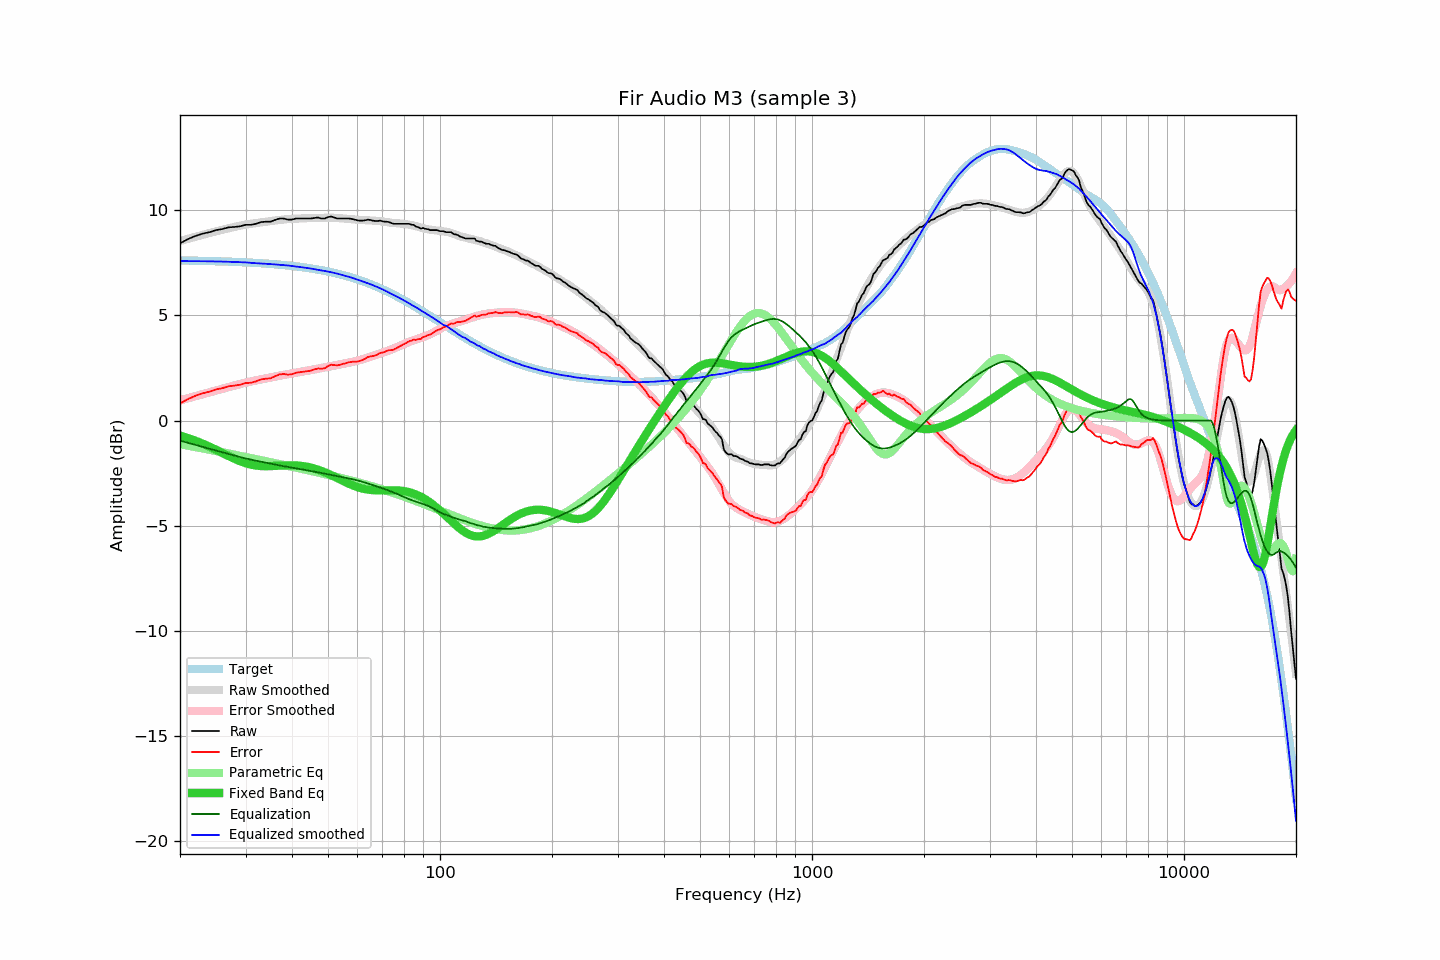 Fir Audio M3 (sample 3)
Amplitude (dBr)
10
5
0
−5
−10
−15
−20
Target
Raw Smoothed
Error Smoothed
Raw
Error
Parametric Eq
Fixed Band Eq
Equalization
Equalized smoothed
100 1000 10000
Frequency (Hz)